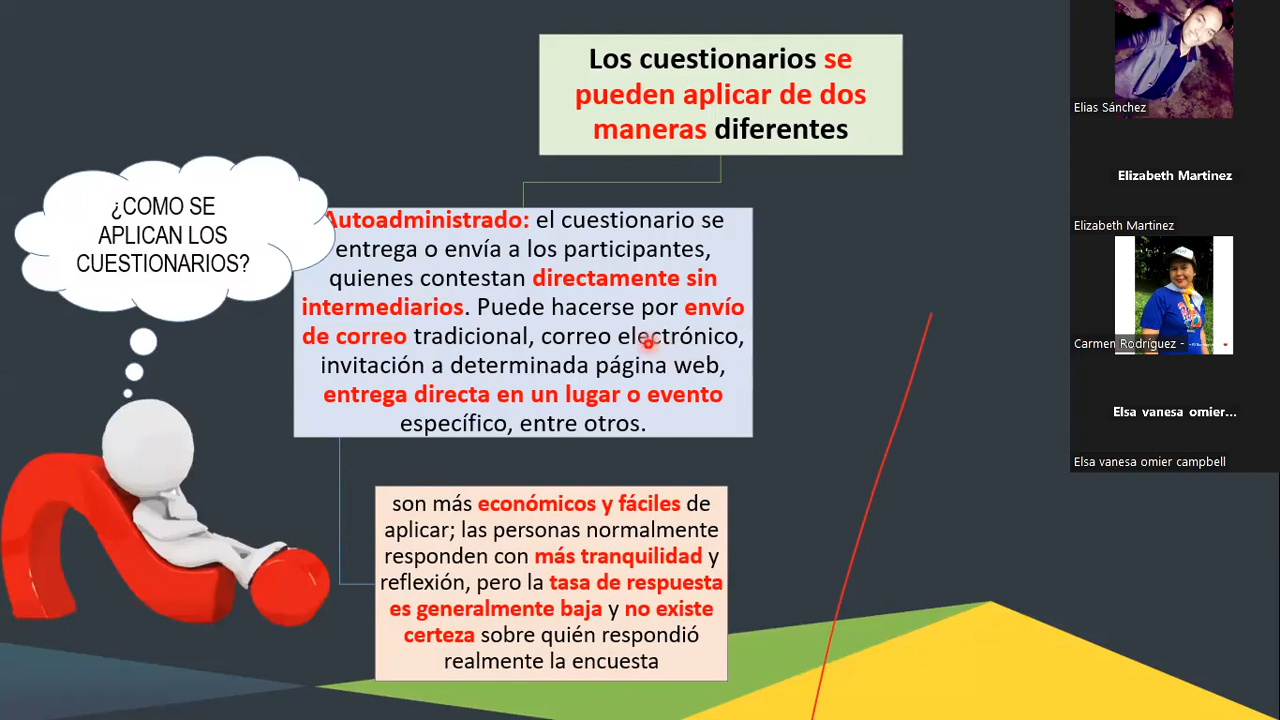 Los cuestionarios se
pueden aplicar de dos
maneras diferentes
¿COMO SE
APLICAN LOS
CUESTIONARIOS?
Autoadministrado: el cuestionario se
entrega o envía a los participantes,
quienes contestan directamente sin
intermediarios. Puede hacerse por envío
de correo tradicional, correo electrónico,
invitación a determinada página web,
entrega directa en un lugar o evento
específico, entre otros.
son más económicos y fáciles de
aplicar; las personas normalmente
responden con más tranquilidad y
reflexión, pero la tasa de respuesta
es generalmente baja y no existe
certeza sobre quién respondió
realmente la encuesta
Elias Sánchez
Elizabeth Martinez
Elizabeth Martinez
Carmen Rodríguez -
Elsa vanesa omier...
Elsa vanesa omier campbell